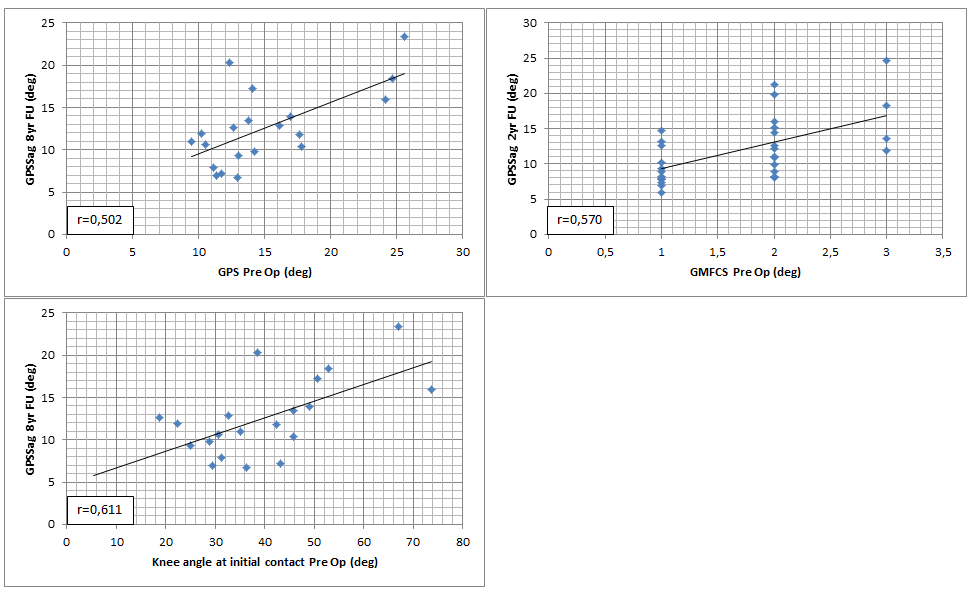 25
20
15
10
5
0
GPSSag 8yr FU (deg)
r=0,502
0 5 10 15 20 25 30
GPS Pre Op (deg)
30
25
20
15
10
5
0
GPSSag 2yr FU (deg)
r=0,570
0 0,5 1 1,5 2 2,5 3 3,5
GMFCS Pre Op (deg)
25
20
15
10
5
0
GPSSag 8yr FU (deg)
r=0,611
0 10 20 30 40 50 60 70 80
Knee angle at initial contact Pre Op (deg)